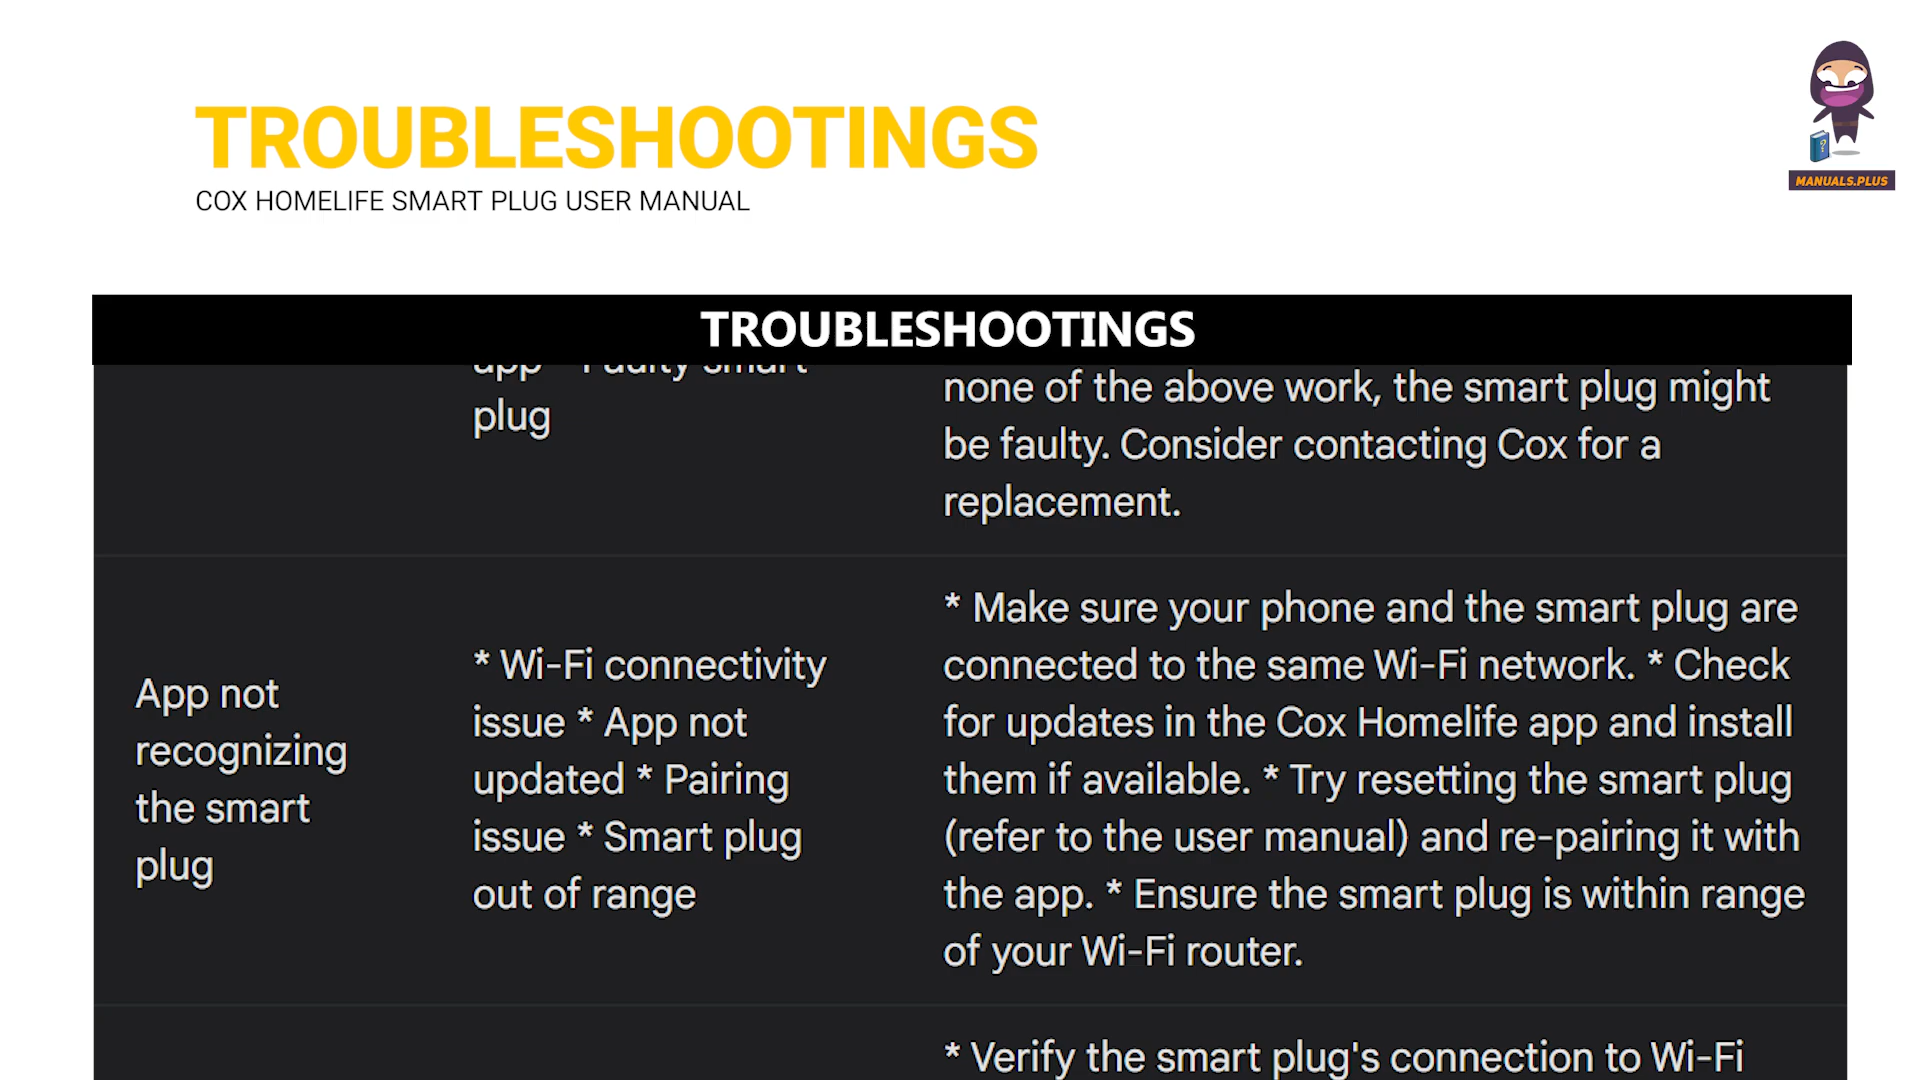 TROUBLESHOOTINGS
COX HOMELIFE SMART PLUG USER MANUAL
MANUALS.PLUS
TROUBLESHOOTINGS
app * Faulty smart
plug
none of the above work, the smart plug might
be faulty. Consider contacting Cox for a
replacement.
App not
recognizing
the smart
plug
* Wi-Fi connectivity
issue * App not
updated * Pairing
issue * Smart plug
out of range
* Make sure your phone and the smart plug are
connected to the same Wi-Fi network. * Check
for updates in the Cox Homelife app and install
them if available. * Try resetting the smart plug
(refer to the user manual) and re-pairing it with
the app. * Ensure the smart plug is within range
of your Wi-Fi router.
* Verify the smart plug's connection to Wi-Fi